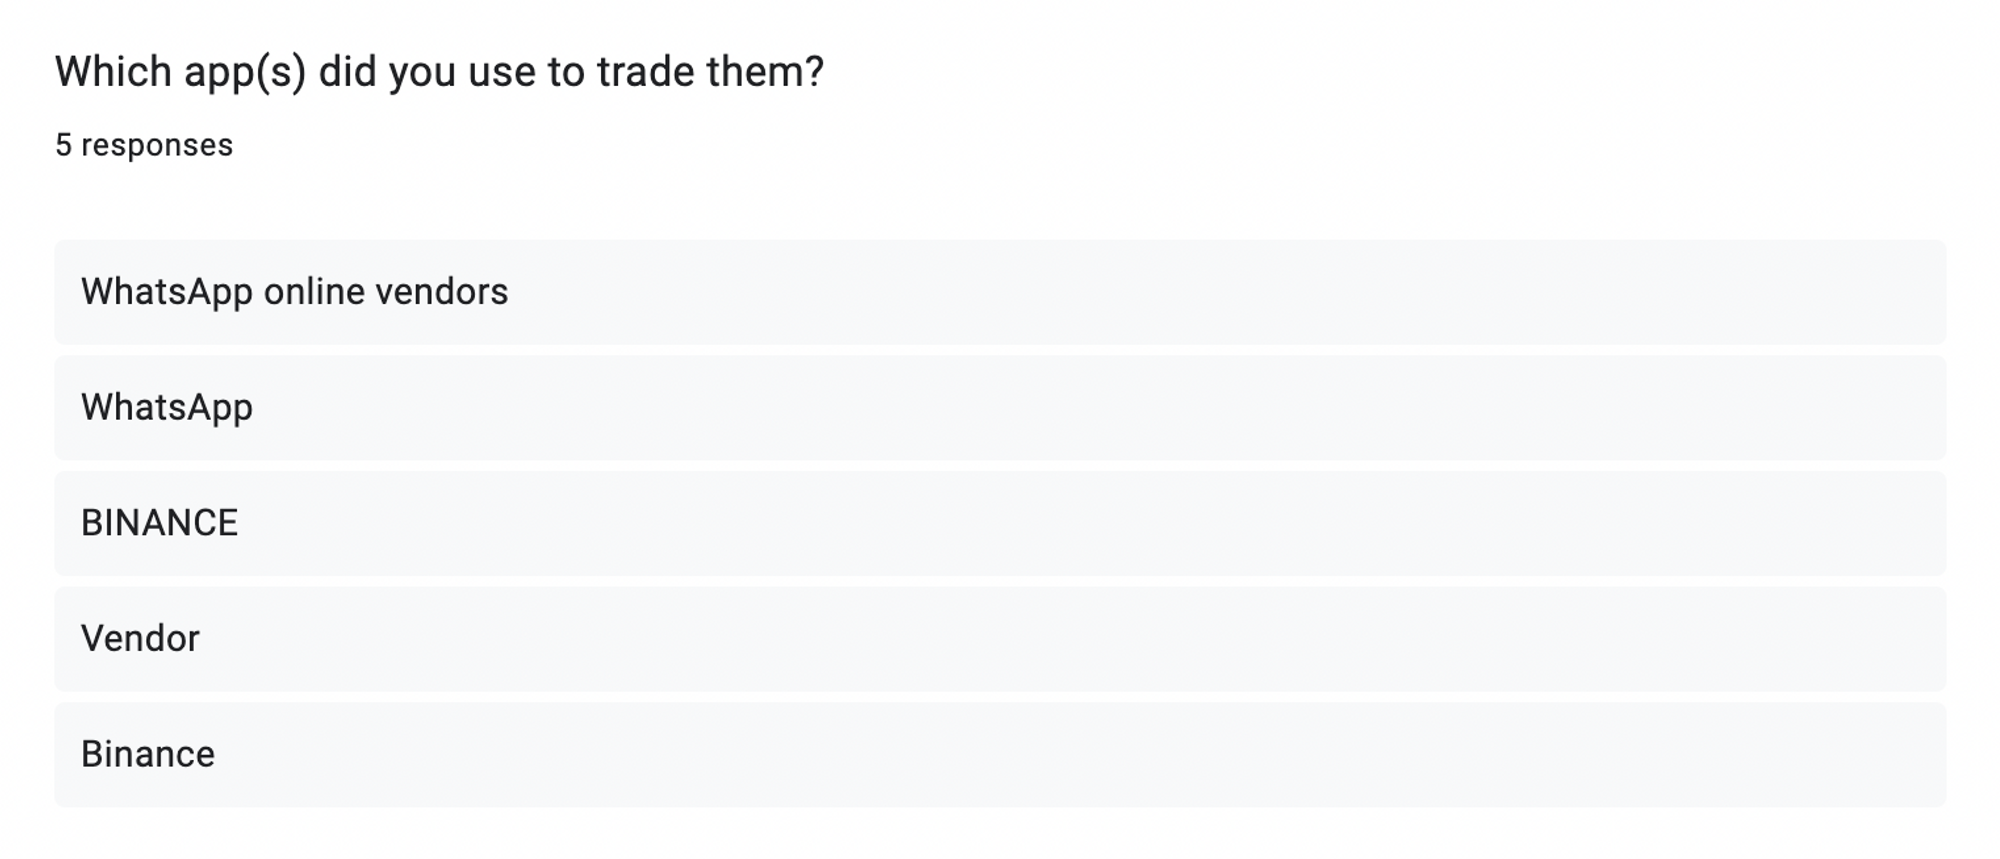 Which app(s) did you use to trade them?
5 responses
WhatsApp online vendors
WhatsApp
BINANCE
Vendor
Binance